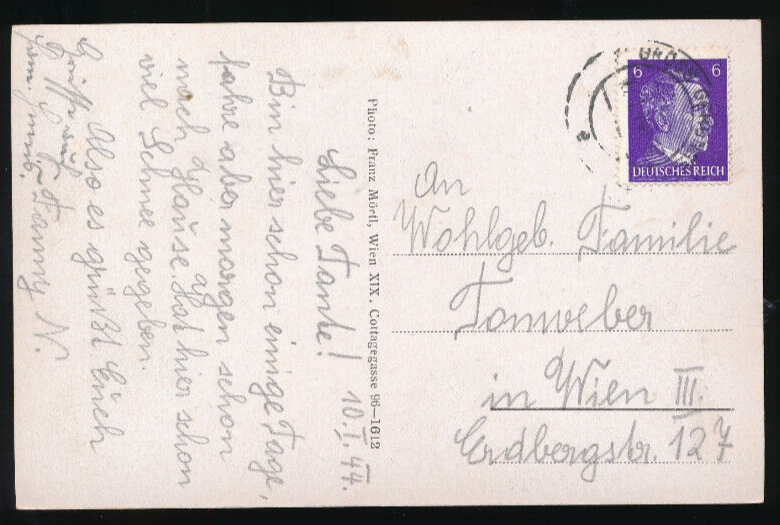 Liebe Tante! 10.I.44.
Bin hier schon einige Tage,
fahre aber morgen schon
nach Hause. Hat hier schon
viel Schnee gegeben.
Also es grüßt Euch
Fanny N.
Photo: Franz Mördl, Wien XIX. Cottagegasse 96-1612
6 6
DEUTSCHES REICH
An
Wohlgeb. Familie
Tomweber
in Wien III.
Erdbergstr. 127